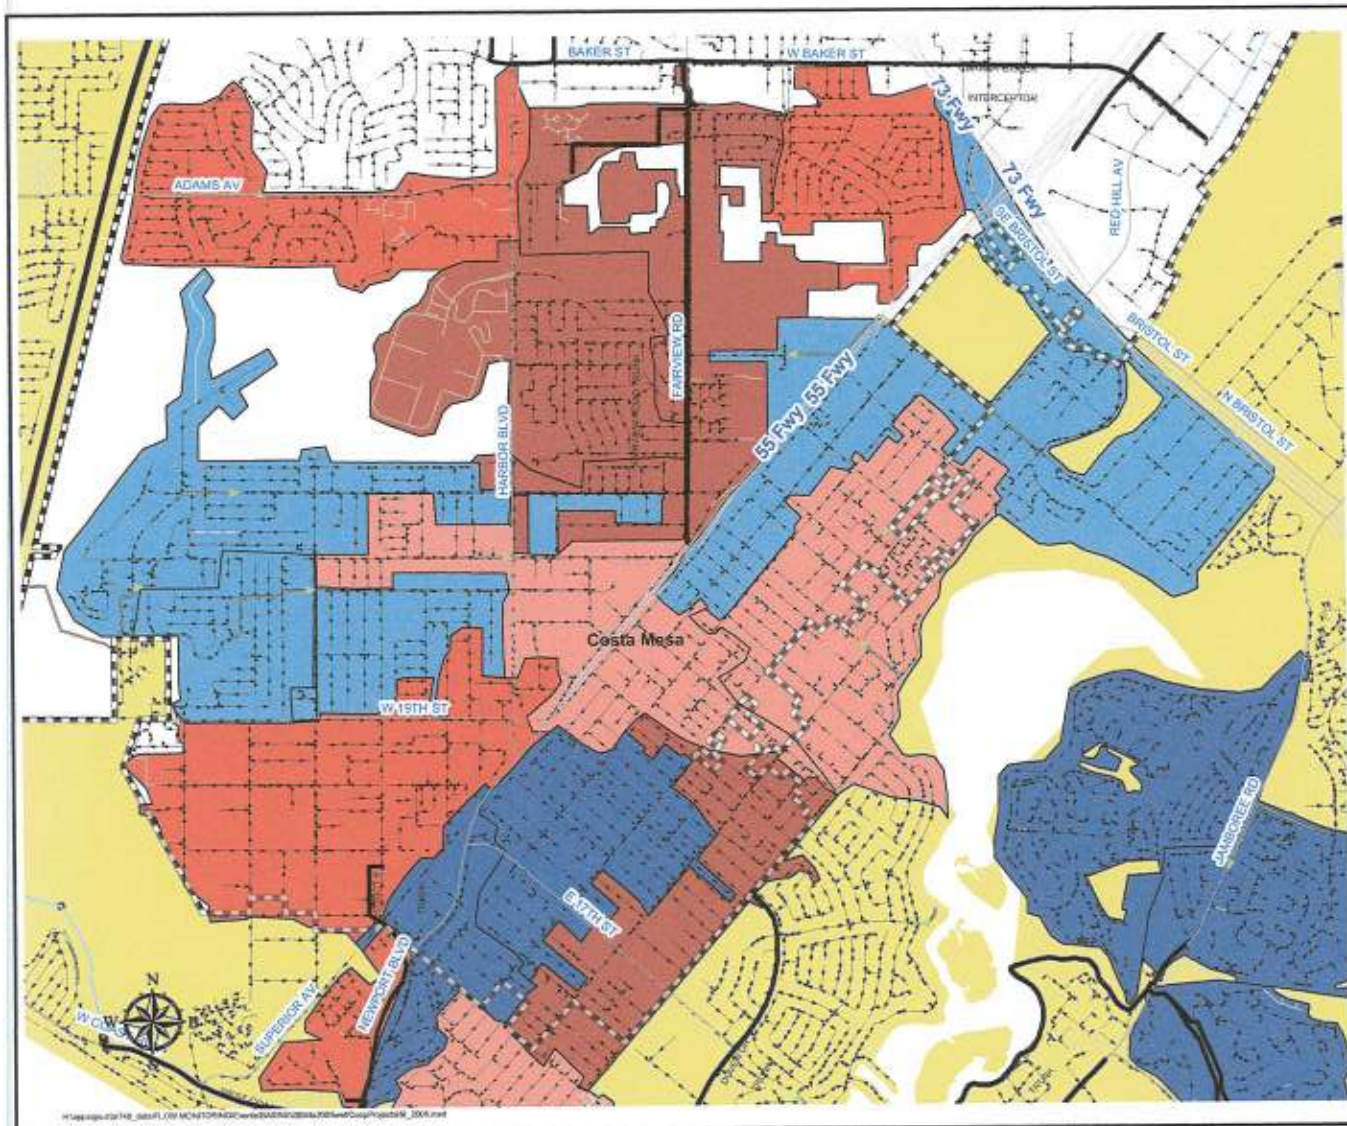 BAKER ST
W BAKER ST
73 Fwy
INTERCEPTOR
ADAMS AV
73 Fwy
RED HILL AV
SE BRISTOL ST
BRISTOL ST
FAIRVIEW RD
55 Fwy
55 Fwy
N BRISTOL ST
HARBOR BLVD
Costa Mesa
W 19TH ST
JAMBOREE RD
E 17TH ST
NEWPORT BLVD
SUPERIOR AV
N
W
TRUNK